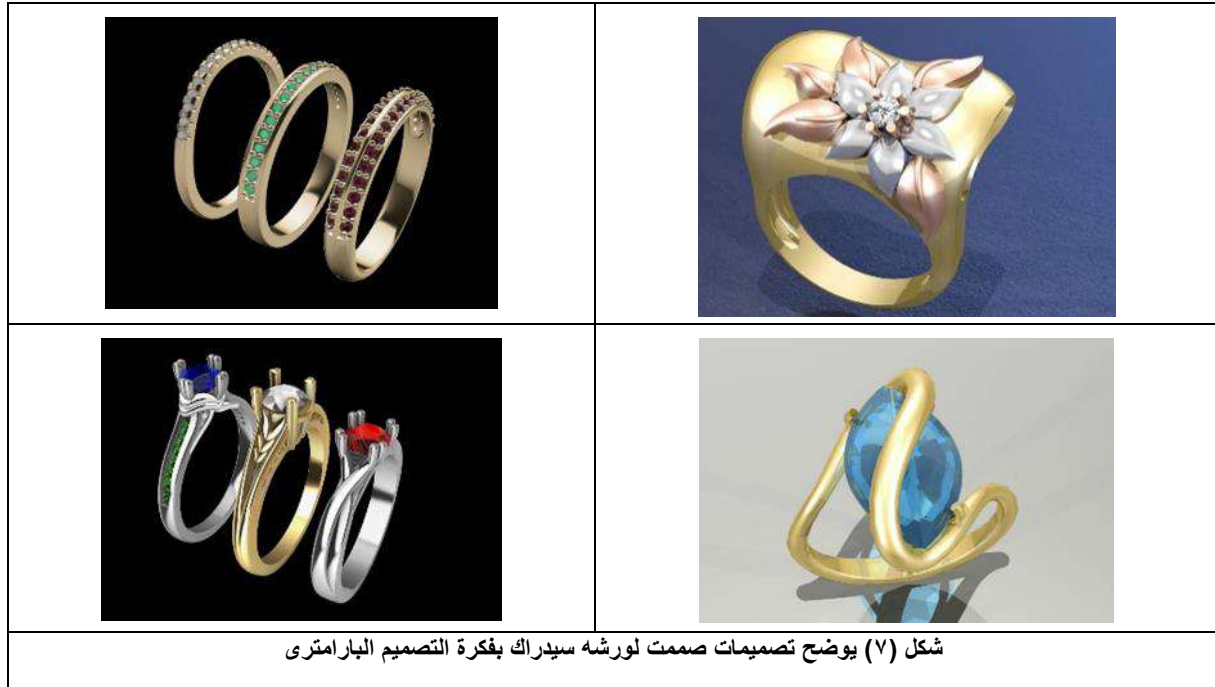 شكل (٧) يوضح تصميمات صممت لورشه سيدراك بفكرة التصميم البارامترى